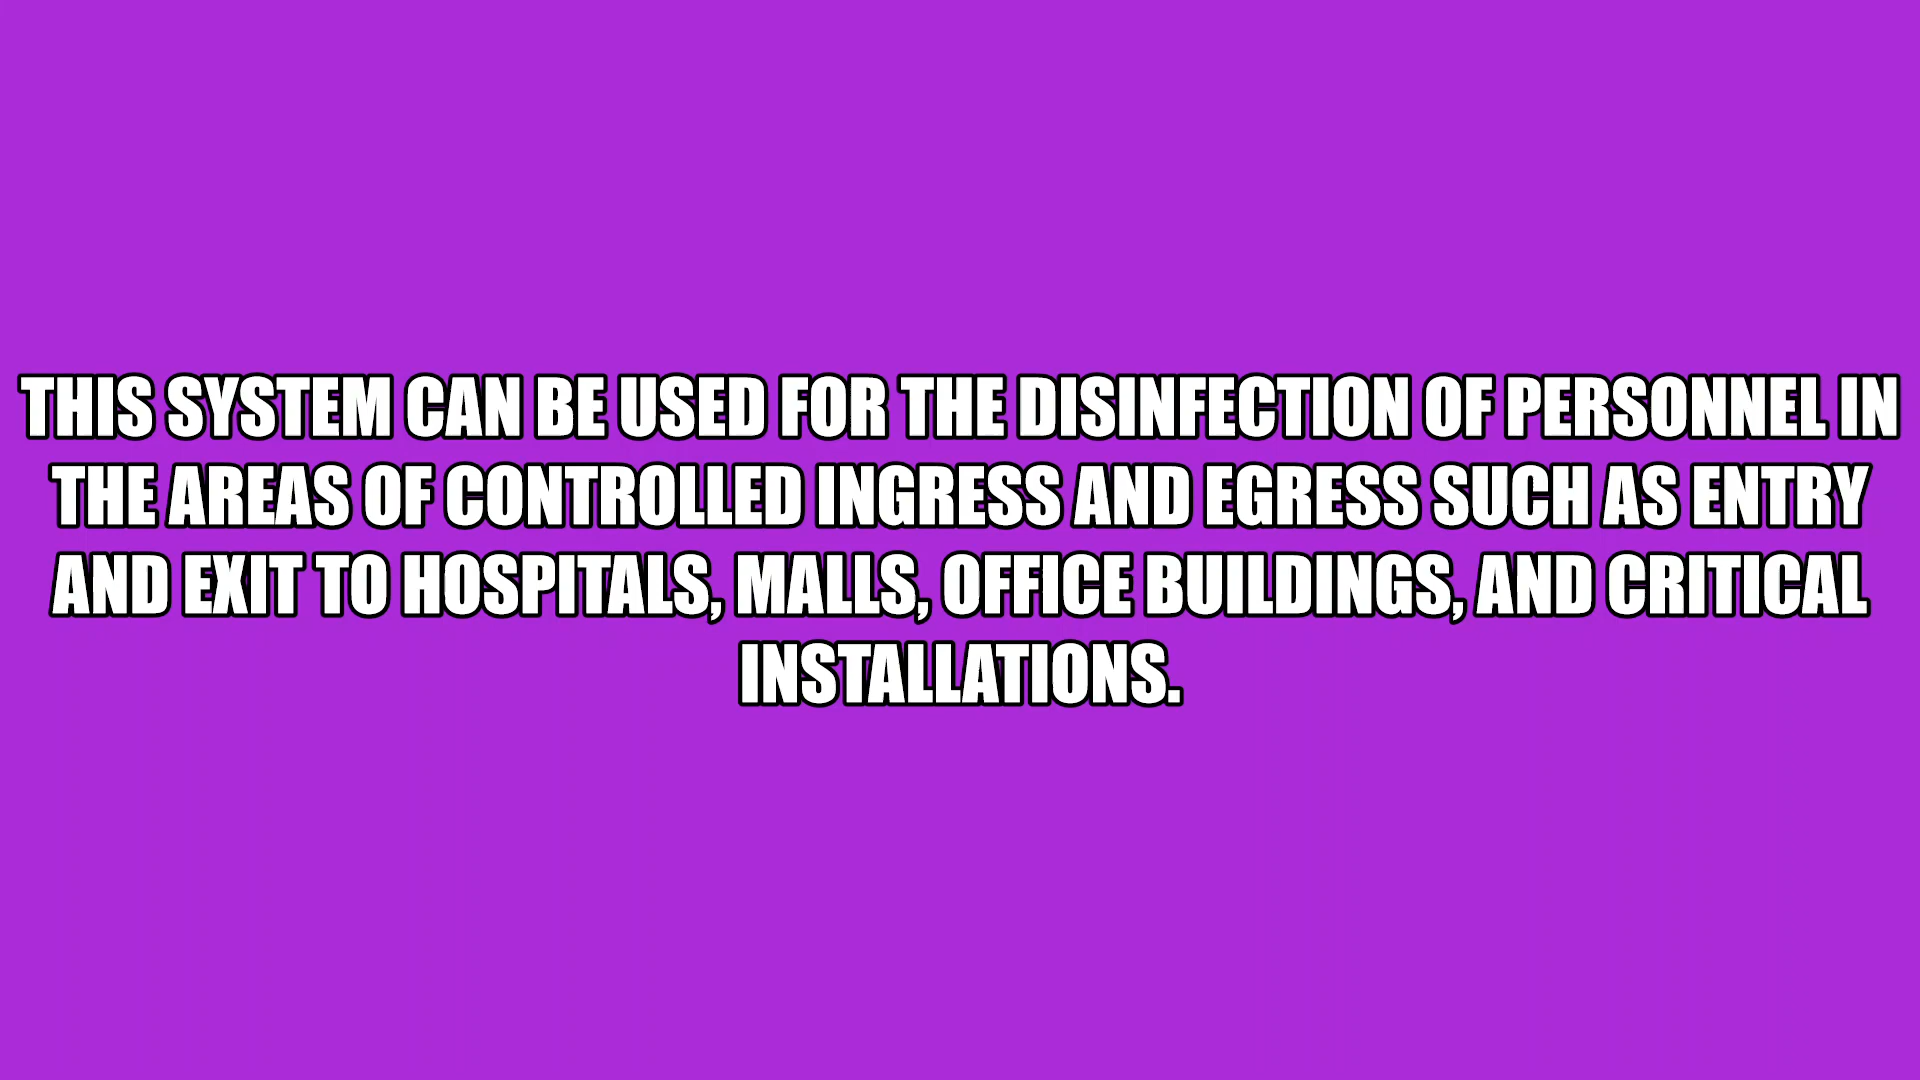 THIS SYSTEM CAN BE USED FOR THE DISINFECTION OF PERSONNEL IN
THE AREAS OF CONTROLLED INGRESS AND EGRESS SUCH AS ENTRY
AND EXIT TO HOSPITALS, MALLS, OFFICE BUILDINGS, AND CRITICAL
INSTALLATIONS.